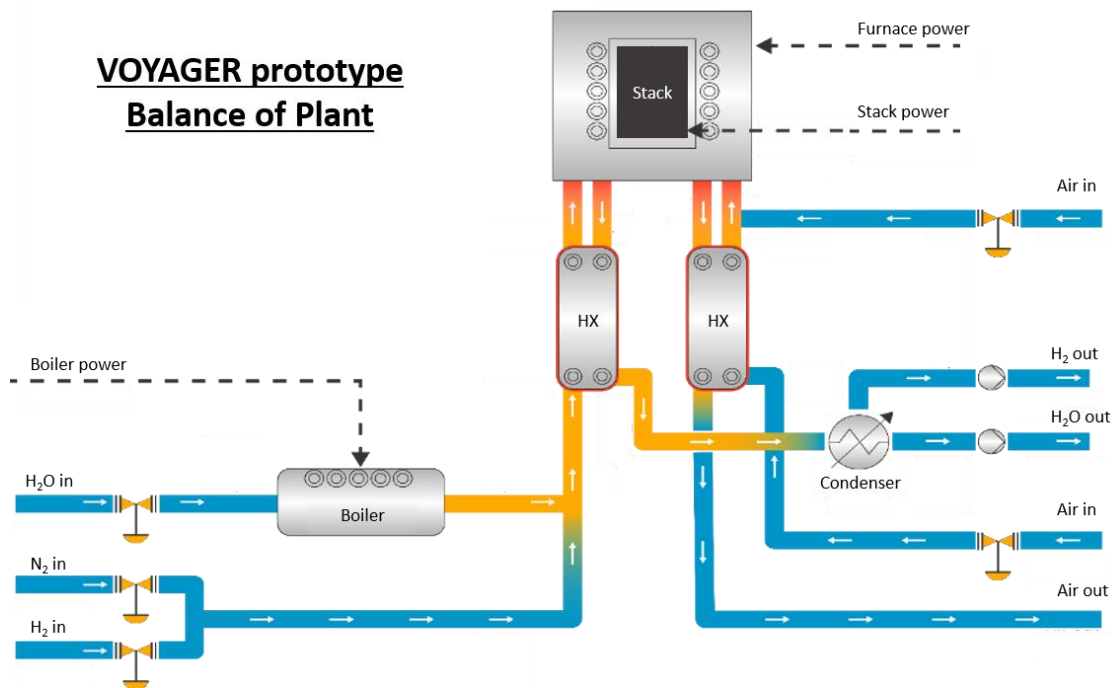 VOYAGER prototype
Balance of Plant
Furnace power
Stack
Stack power
Air in
HX
HX
Boiler power
H₂ out
H₂O out
Condenser
H₂O in
Boiler
Air in
N₂ in
Air out
H₂ in